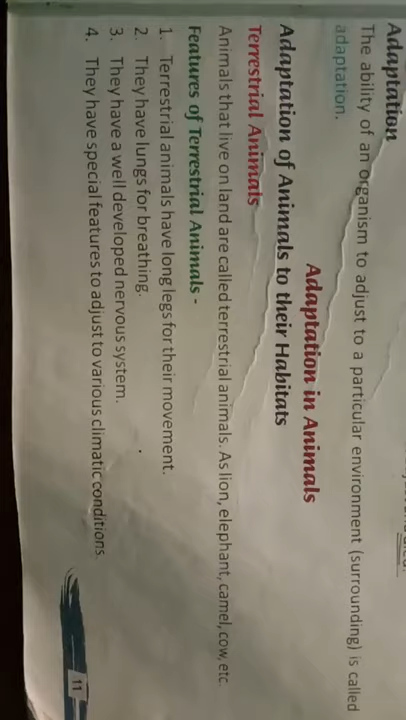 Adaptation
The ability of an organism to adjust to a particular environment (surrounding) is called
adaptation.
Adaptation in Animals
Adaptation of Animals to their Habitats
Terrestrial Animals
Animals that live on land are called terrestrial animals. As lion, elephant, camel, cow, etc
Features of Terrestrial Animals -
1. Terrestrial animals have long legs for their movement.
2. They have lungs for breathing.
3. They have a well developed nervous system.
4. They have special features to adjust to various climatic conditions.
11